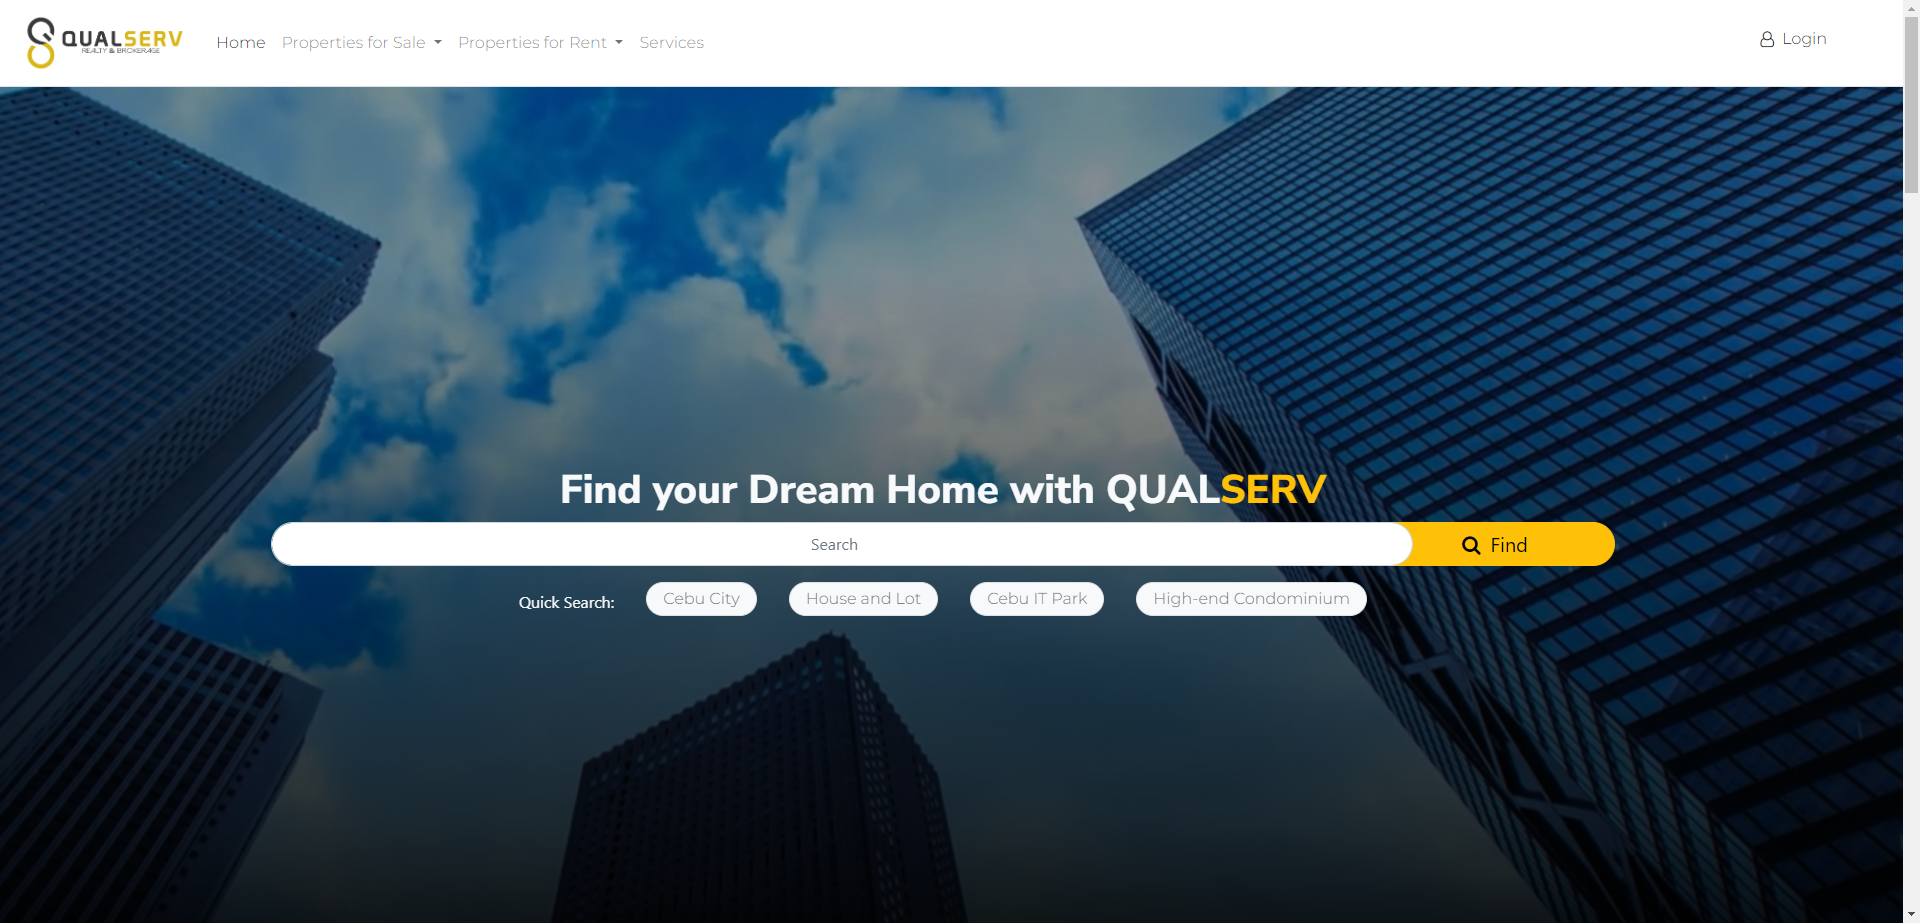 QUALSERV
REALTY & BROKERAGE
Home Properties for Sale Properties for Rent Services
Login
Find your Dream Home with QUALSERV
Search
Find
Quick Search: Cebu City House and Lot Cebu IT Park High-end Condominium